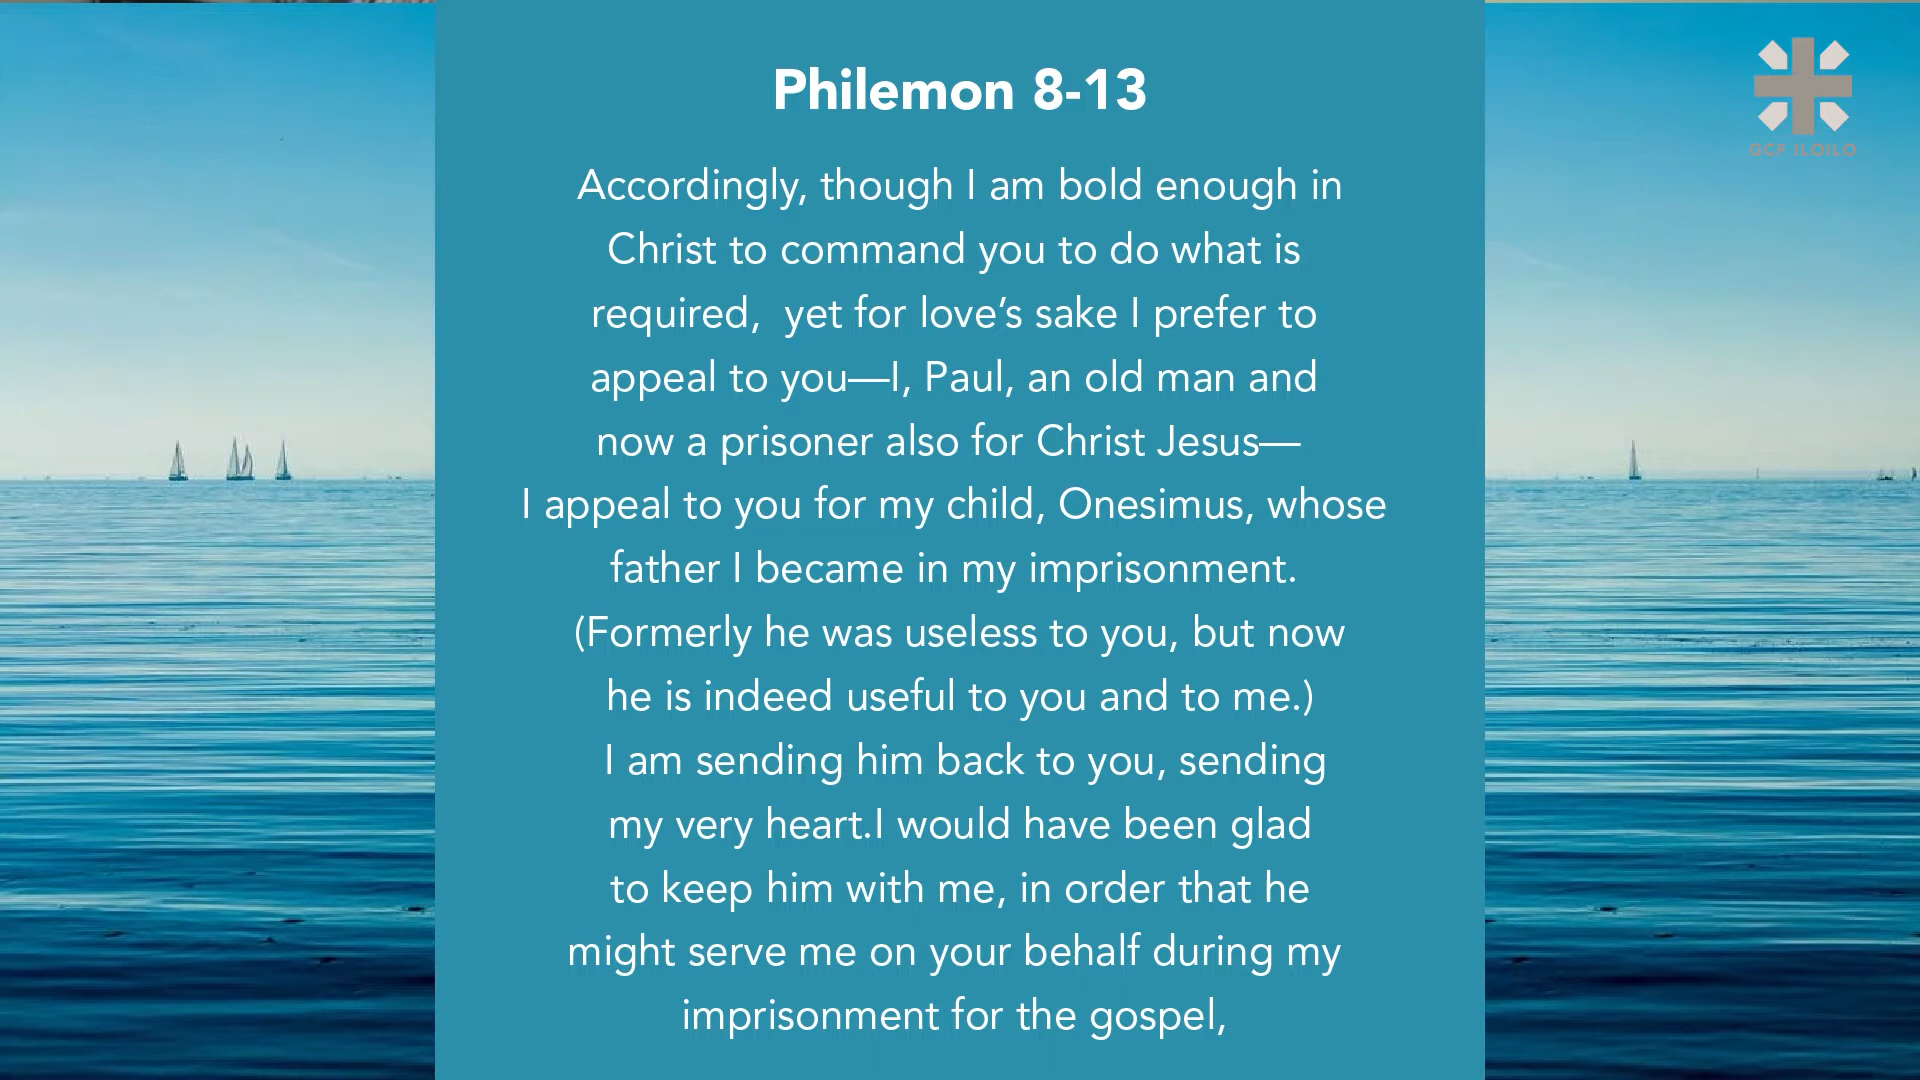 Philemon 8-13
GCF ILOILO
Accordingly, though I am bold enough in
Christ to command you to do what is
required,  yet for love’s sake I prefer to
appeal to you—I, Paul, an old man and
now a prisoner also for Christ Jesus—
I appeal to you for my child, Onesimus, whose
father I became in my imprisonment.
(Formerly he was useless to you, but now
he is indeed useful to you and to me.)
I am sending him back to you, sending
my very heart.I would have been glad
to keep him with me, in order that he
might serve me on your behalf during my
imprisonment for the gospel,